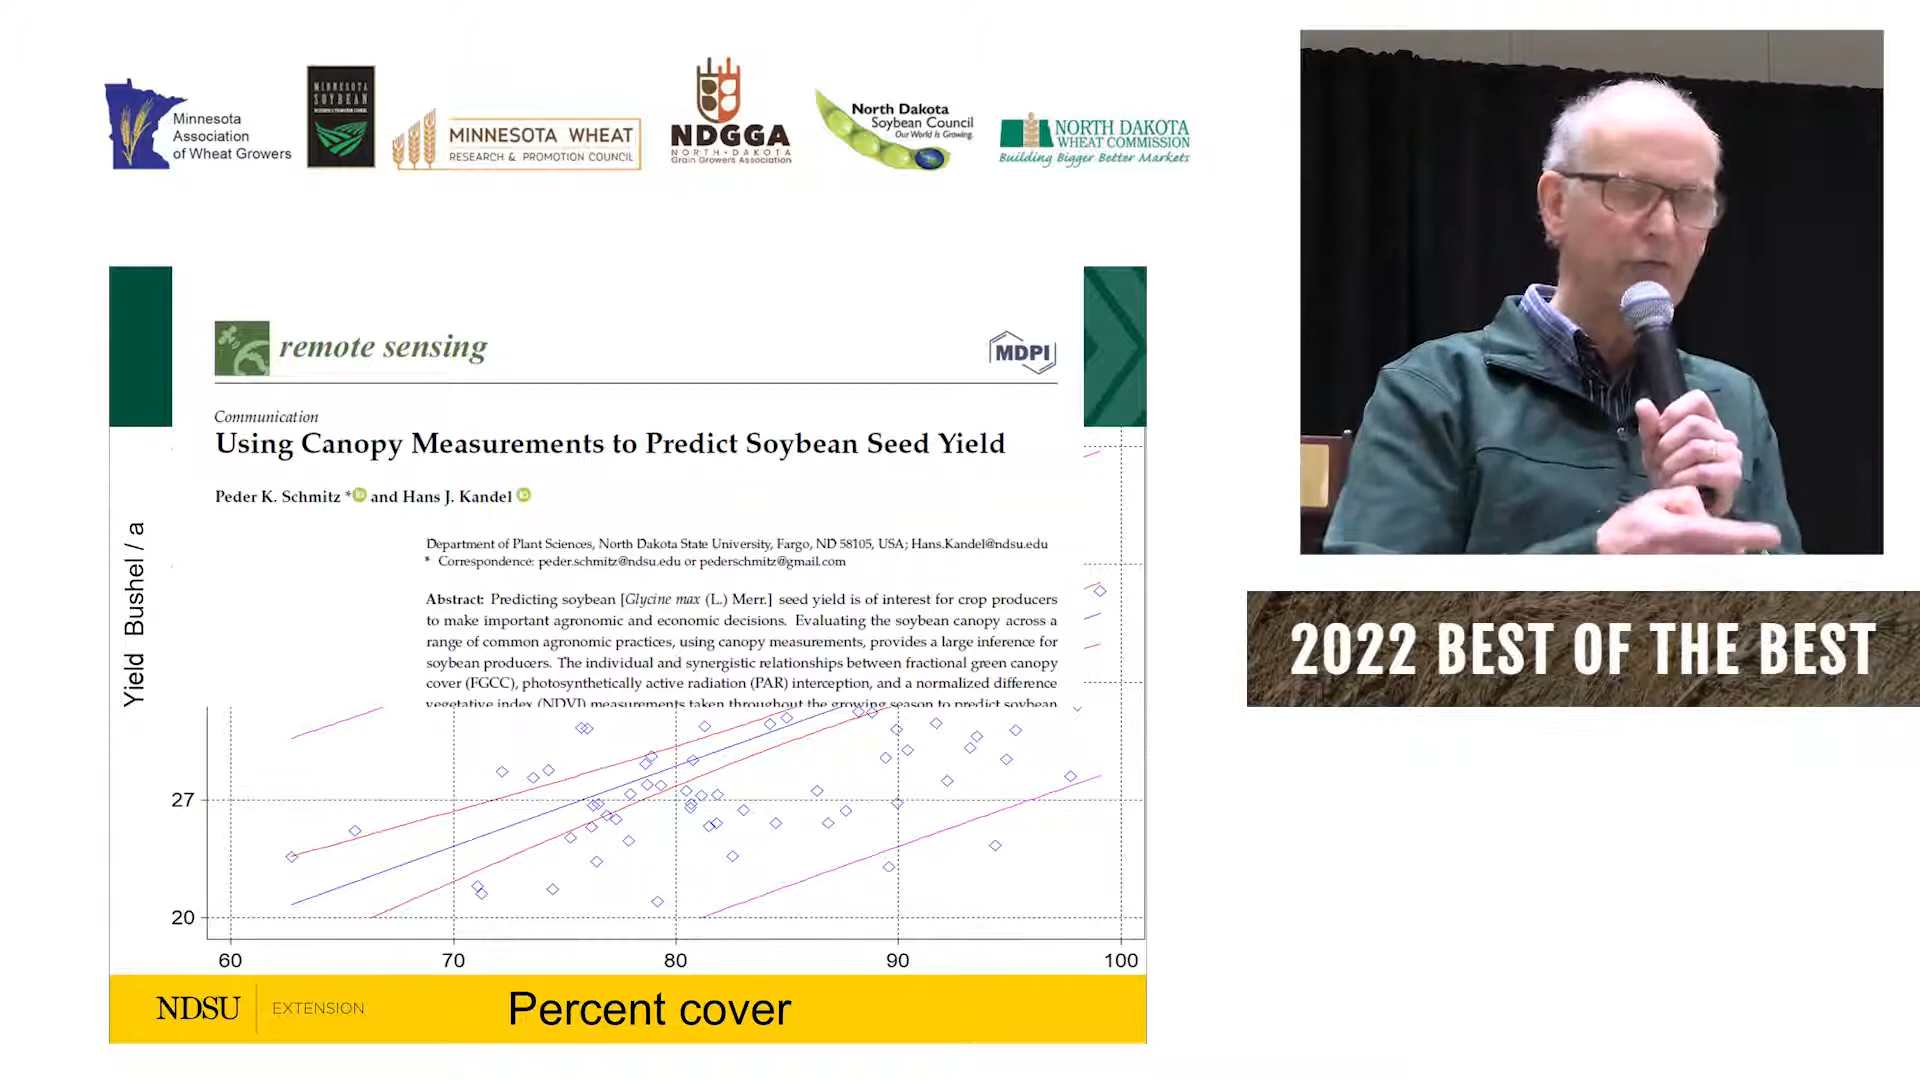 Minnesota
Association
of Wheat Growers
MINNESOTA
SOYBEAN
MINNESOTA WHEAT
RESEARCH & PROMOTION COUNCIL
NDGGA
NORTH·DAKOTA
Grain Growers Association
North Dakota
Soybean Council
Our World Is Growing.
NORTH DAKOTA
WHEAT COMMISSION
Building Bigger Better Markets
remote sensing
MDPI
Communication
Using Canopy Measurements to Predict Soybean Seed Yield
Peder K. Schmitz * iD and Hans J. Kandel iD
Department of Plant Sciences, North Dakota State University, Fargo, ND 58105, USA; Hans.Kandel@ndsu.edu
* Correspondence: peder.schmitz@ndsu.edu or pederschmitz@gmail.com
Abstract: Predicting soybean [Glycine max (L.) Merr.] seed yield is of interest for crop producers
to make important agronomic and economic decisions. Evaluating the soybean canopy across a
range of common agronomic practices, using canopy measurements, provides a large inference for
soybean producers. The individual and synergistic relationships between fractional green canopy
cover (FGCC), photosynthetically active radiation (PAR) interception, and a normalized difference
vegetative index (NDVI) measurements taken throughout the growing season to predict soybean
Yield Bushel / a
27
20
60 70 80 90 100
Percent cover
NDSU EXTENSION
2022 BEST OF THE BEST